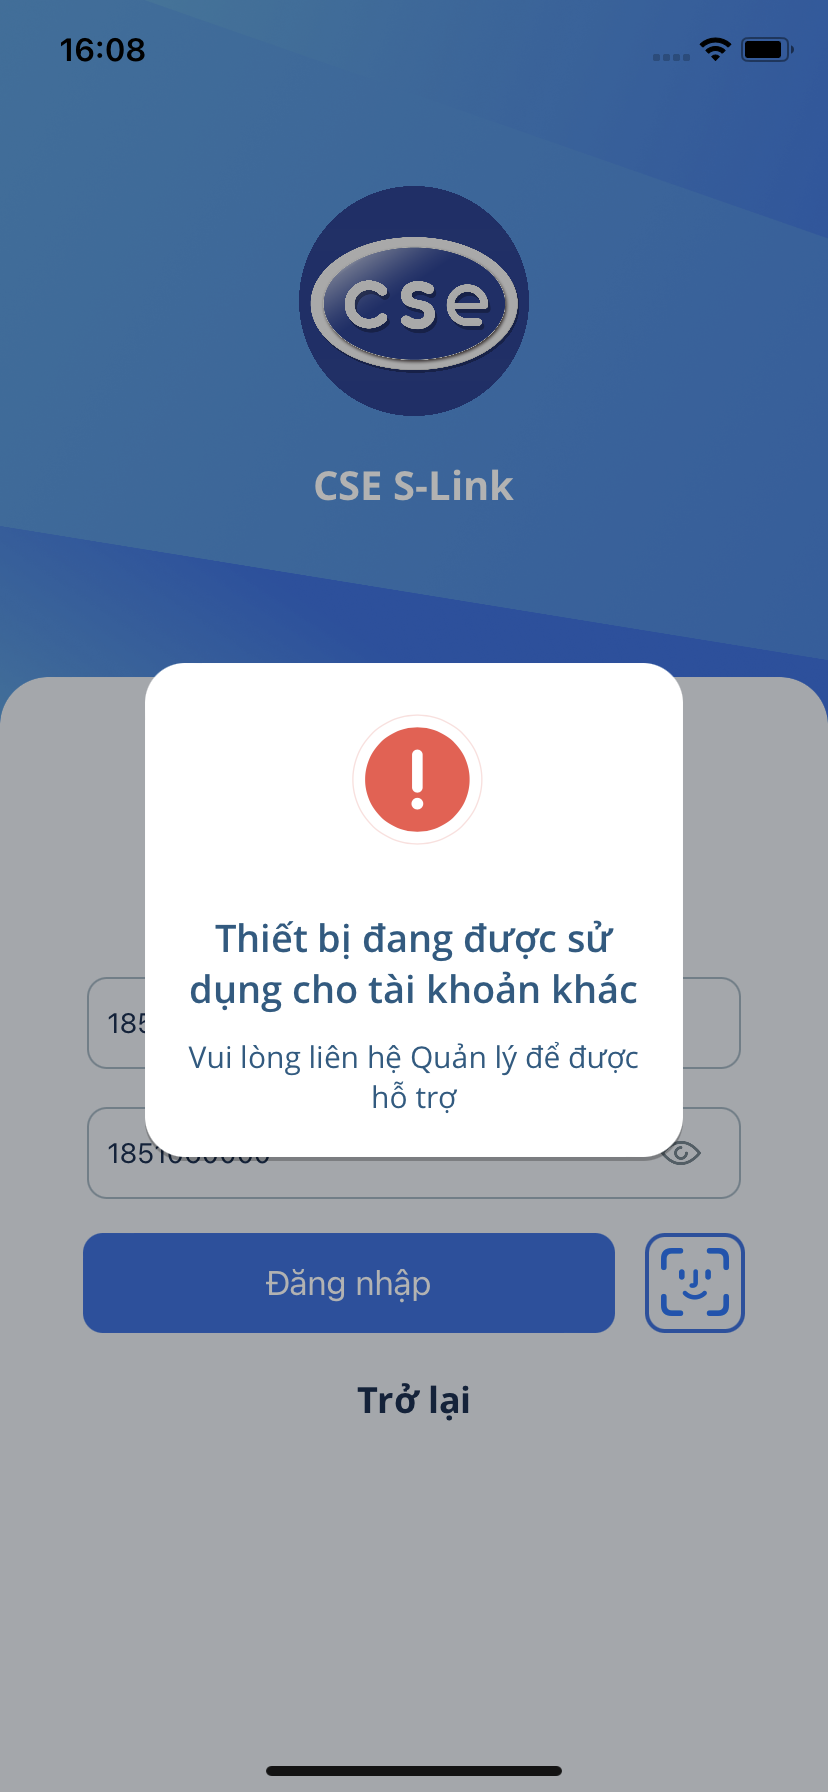 16:08
cse
CSE S-Link
Thiết bị đang được sử
dụng cho tài khoản khác
Vui lòng liên hệ Quản lý để được
hỗ trợ
Đăng nhập
Trở lại